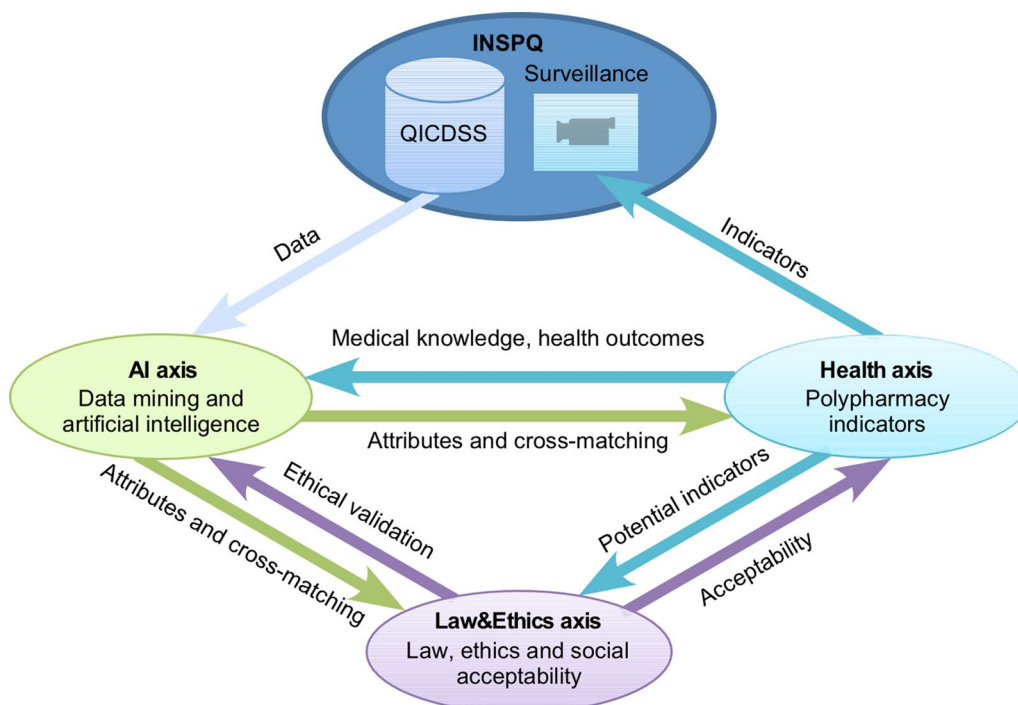 INSPQ
Surveillance
QICDSS
Data
Indicators
Medical knowledge, health outcomes
AI axis
Data mining and
artificial intelligence
Health axis
Polypharmacy
indicators
Attributes and cross-matching
Attributes and cross-matching
Ethical validation
Potential indicators
Acceptability
Law&Ethics axis
Law, ethics and social
acceptability